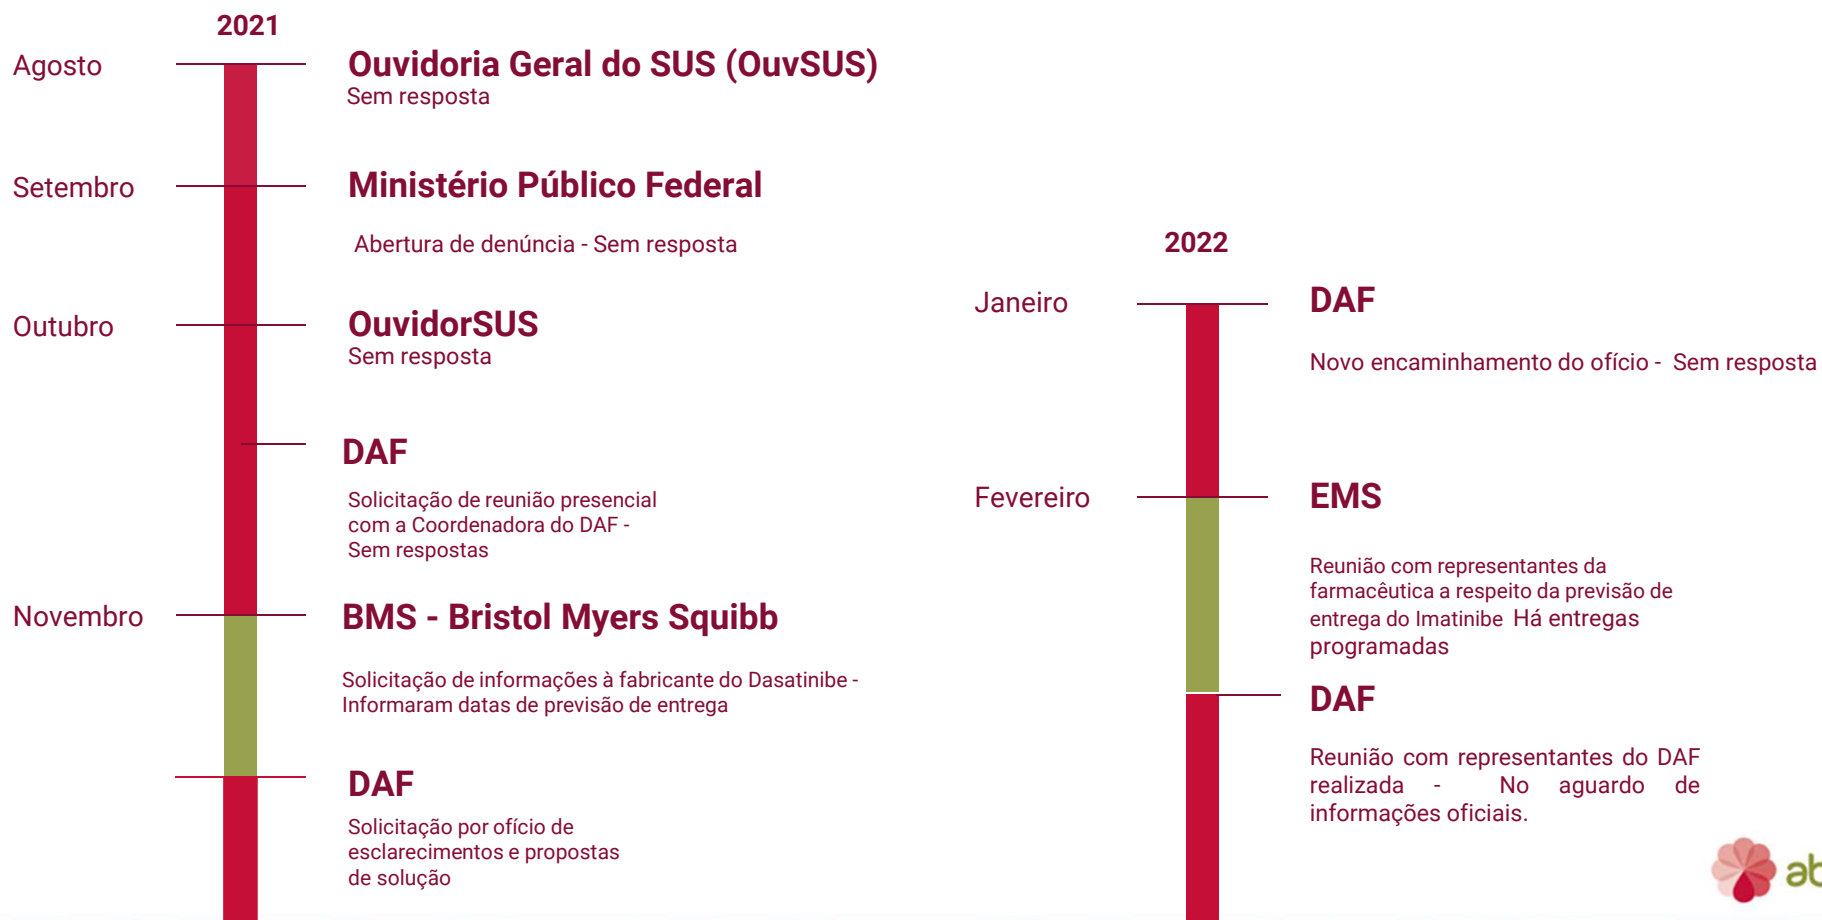 2021
Agosto
Ouvidoria Geral do SUS (OuvSUS)
Sem resposta
Setembro
Ministério Público Federal
Abertura de denúncia - Sem resposta
Outubro
OuvidorSUS
Sem resposta
DAF
Solicitação de reunião presencial
com a Coordenadora do DAF -
Sem respostas
Novembro
BMS - Bristol Myers Squibb
Solicitação de informações à fabricante do Dasatinibe -
Informaram datas de previsão de entrega
DAF
Solicitação por ofício de
esclarecimentos e propostas
de solução
2022
Janeiro
DAF
Novo encaminhamento do ofício - Sem resposta
Fevereiro
EMS
Reunião com representantes da
farmacêutica a respeito da previsão de
entrega do Imatinibe Há entregas
programadas
DAF
Reunião com representantes do DAF
realizada - No aguardo de
informações oficiais.